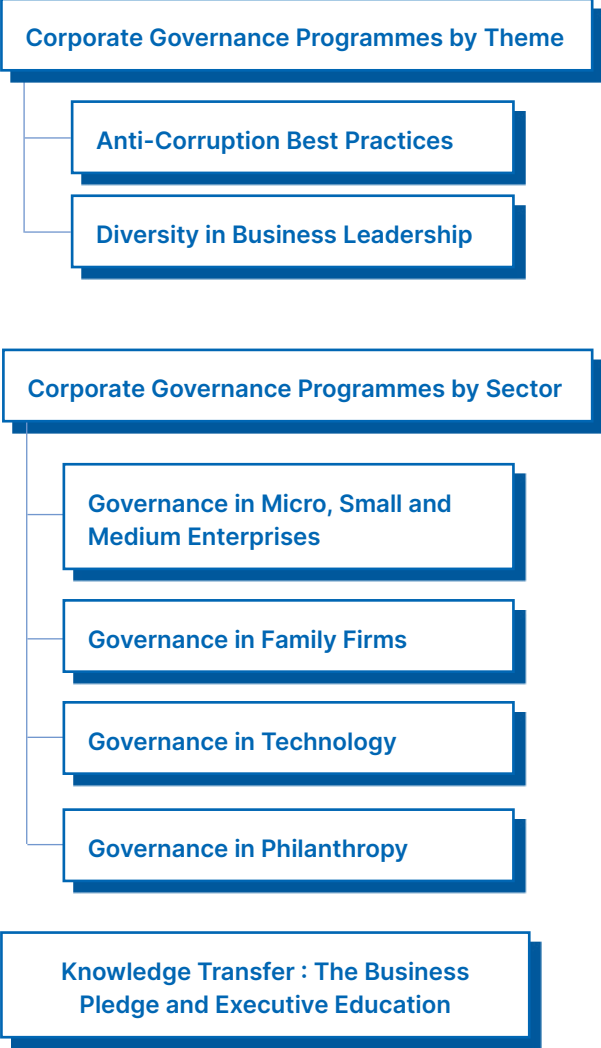 Corporate Governance Programmes by Theme
Anti-Corruption Best Practices
Diversity in Business Leadership
Corporate Governance Programmes by Sector
Governance in Micro, Small and
Medium Enterprises
Governance in Family Firms
Governance in Technology
Governance in Philanthropy
Knowledge Transfer : The Business
Pledge and Executive Education